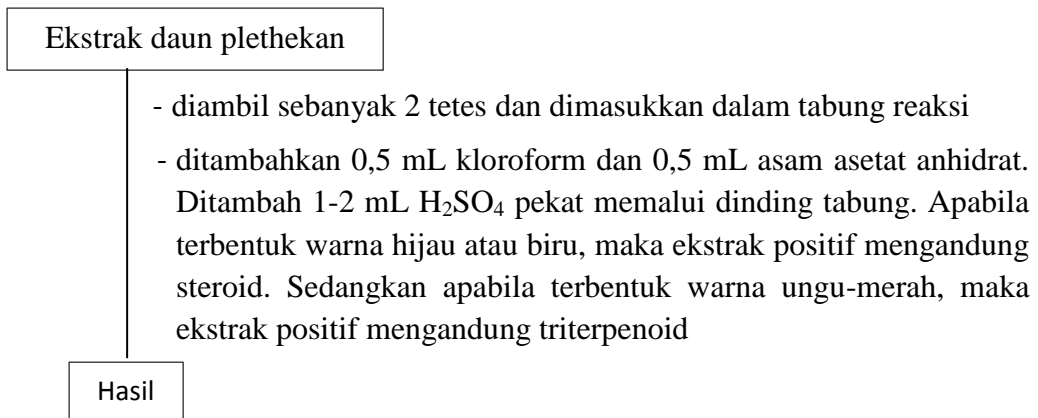 Ekstrak daun plethekan
- diambil sebanyak 2 tetes dan dimasukkan dalam tabung reaksi
- ditambahkan 0,5 mL kloroform dan 0,5 mL asam asetat anhidrat.
Ditambah 1-2 mL H₂SO₄ pekat memalui dinding tabung. Apabila
terbentuk warna hijau atau biru, maka ekstrak positif mengandung
steroid. Sedangkan apabila terbentuk warna ungu-merah, maka
ekstrak positif mengandung triterpenoid
Hasil